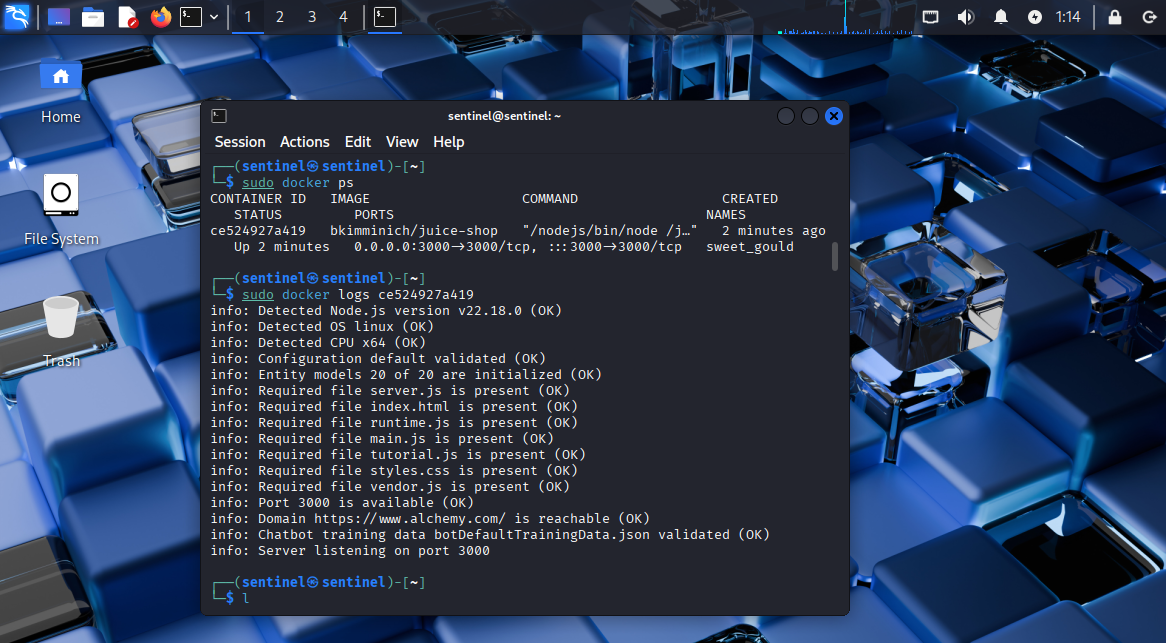 1 2 3 4
1:14
Home
File System
Trash
sentinel@sentinel: ~
Session Actions Edit View Help
┌──(sentinel㉿sentinel)-[~]
└─$ sudo docker ps
CONTAINER ID IMAGE COMMAND CREATED
STATUS PORTS NAMES
ce524927a419 bkimminich/juice-shop "/nodejs/bin/node /j…" 2 minutes ago
Up 2 minutes 0.0.0.0:3000->3000/tcp, :::3000->3000/tcp sweet_gould
┌──(sentinel㉿sentinel)-[~]
└─$ sudo docker logs ce524927a419
info: Detected Node.js version v22.18.0 (OK)
info: Detected OS linux (OK)
info: Detected CPU x64 (OK)
info: Configuration default validated (OK)
info: Entity models 20 of 20 are initialized (OK)
info: Required file server.js is present (OK)
info: Required file index.html is present (OK)
info: Required file runtime.js is present (OK)
info: Required file main.js is present (OK)
info: Required file tutorial.js is present (OK)
info: Required file styles.css is present (OK)
info: Required file vendor.js is present (OK)
info: Port 3000 is available (OK)
info: Domain https://www.alchemy.com/ is reachable (OK)
info: Chatbot training data botDefaultTrainingData.json validated (OK)
info: Server listening on port 3000
┌──(sentinel㉿sentinel)-[~]
└─$ l